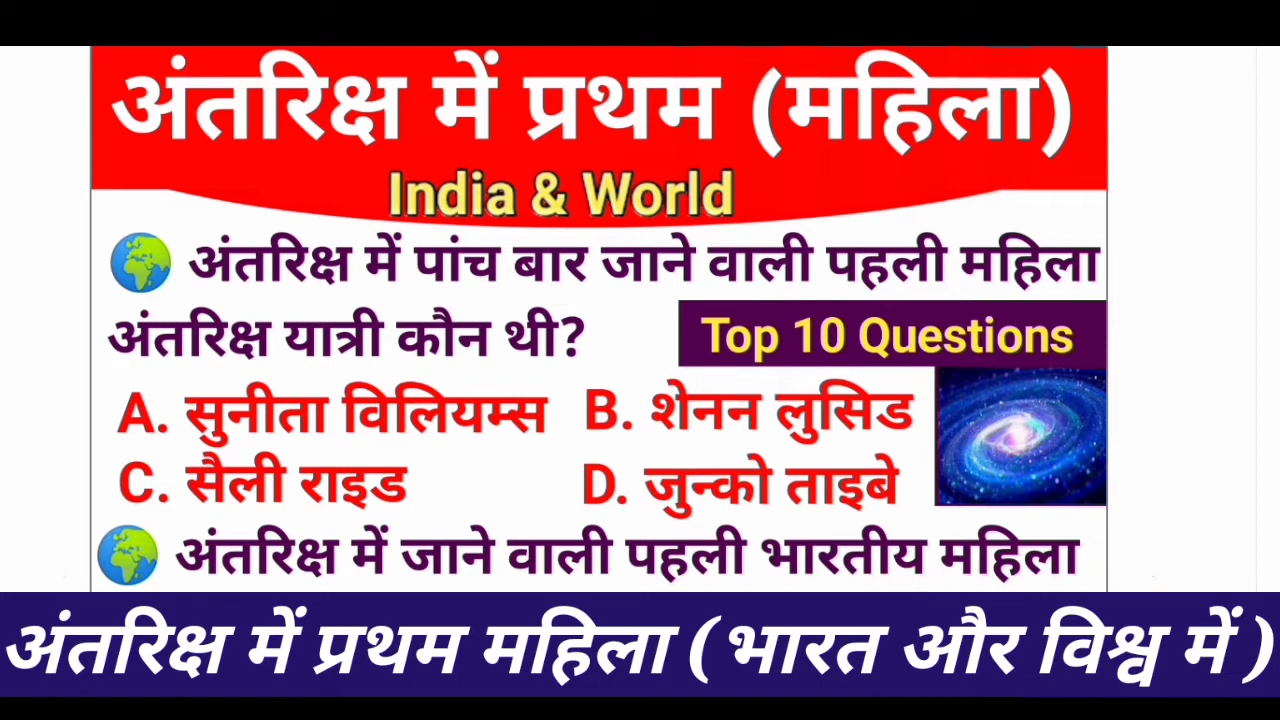 अंतरिक्ष में प्रथम (महिला)
India & World
अंतरिक्ष में पांच बार जाने वाली पहली महिला
अंतरिक्ष यात्री कौन थी?
Top 10 Questions
A. सुनीता विलियम्स B. शेनन लुसिड
C. सैली राइड D. जुन्को ताइबे
अंतरिक्ष में जाने वाली पहली भारतीय महिला
अंतरिक्ष में प्रथम महिला (भारत और विश्व में)